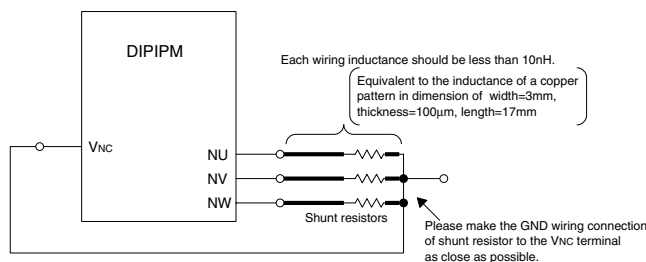 DIPIPM
Each wiring inductance should be less than 10nH.
Equivalent to the inductance of a copper
pattern in dimension of width=3mm,
thickness=100μm, length=17mm
VNC
NU
NV
NW
Shunt resistors
Please make the GND wiring connection
of shunt resistor to the VNC terminal
as close as possible.